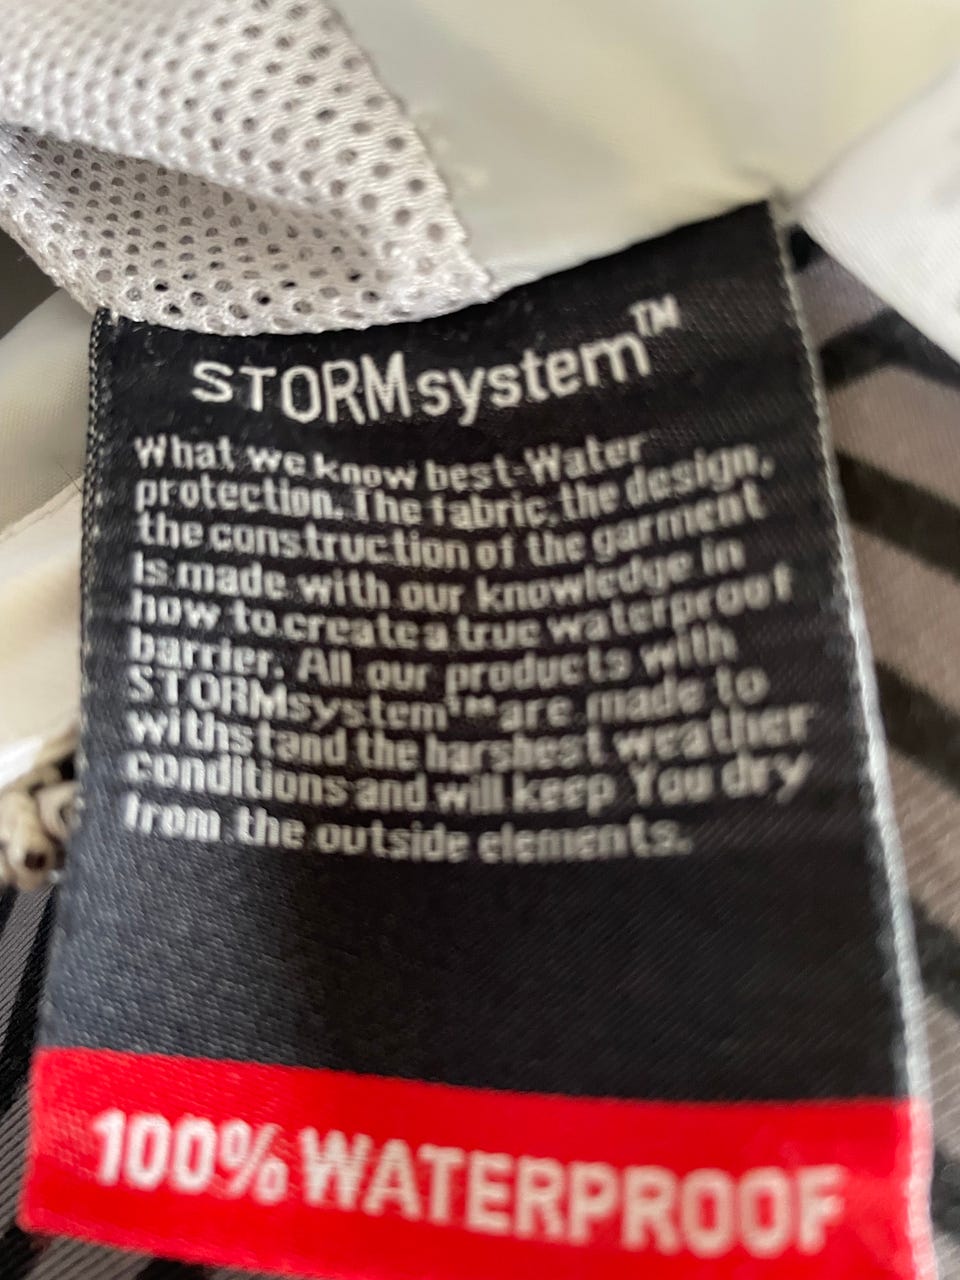 STORMsystem™
What we know best-Water
protection. The fabric, the design,
the construction of the garment
is made with our knowledge in
how to create a true waterproof
barrier. All our products with
STORMsystem™ are made to
withstand the harshest weather
conditions and will keep You dry
from the outside elements.
100% WATERPROOF